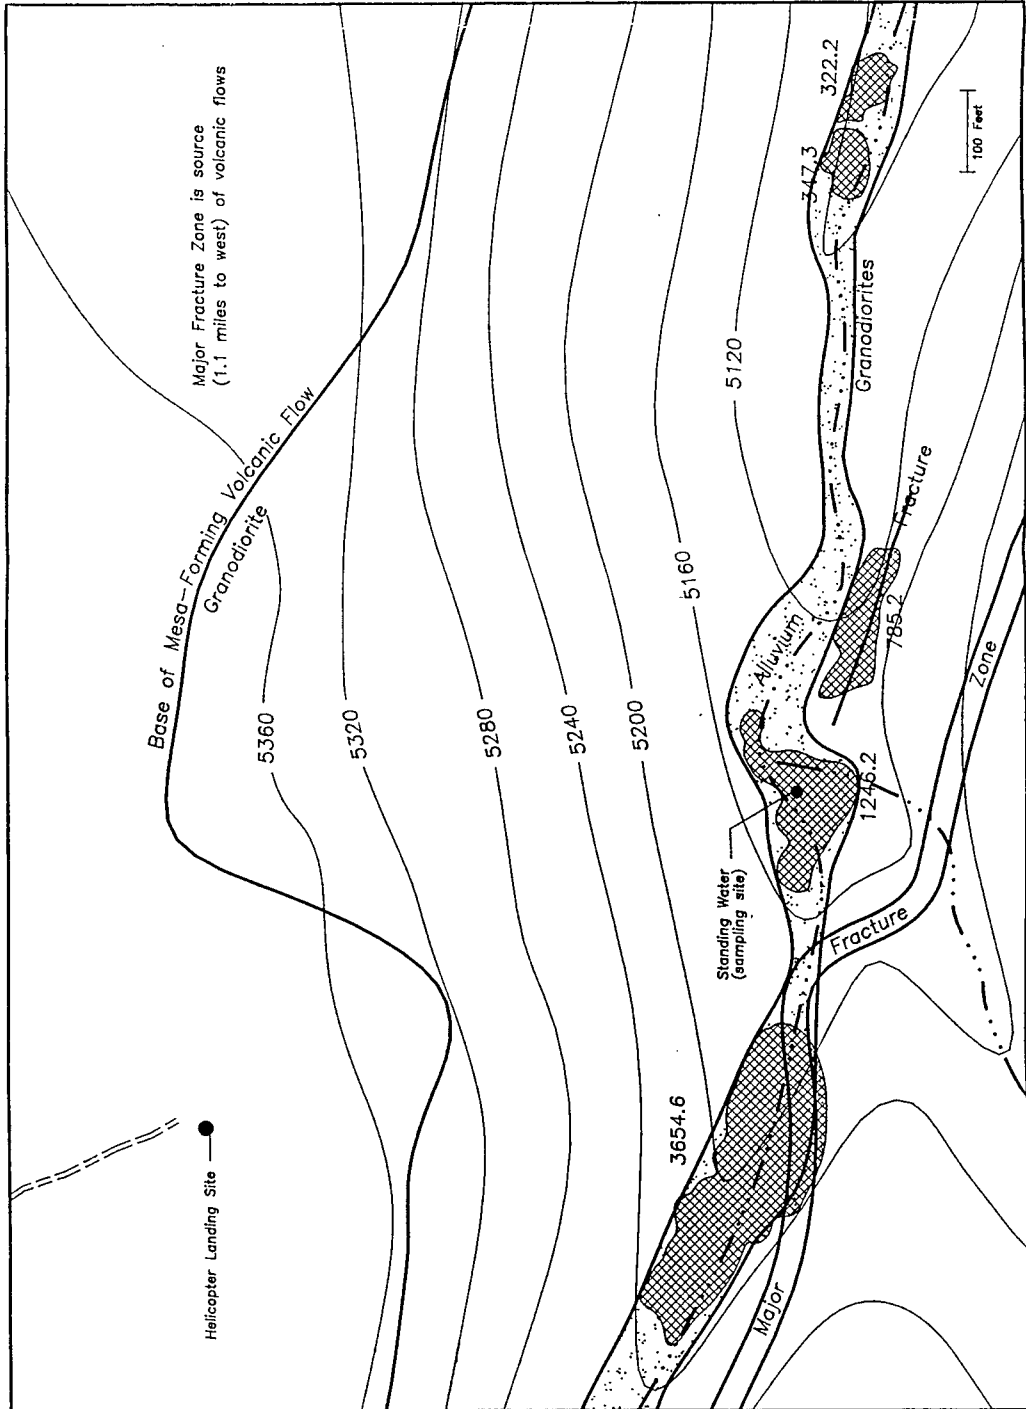 Major Fracture Zone is source
(1.1 miles to west) of volcanic flows
Base of Mesa-Forming Volcanic Flow
Granodiorite
Helicopter Landing Site
5360
5320
5280
5240
5200
5160
5120
3654.6
Standing Water
(sampling site)
Alluvium
1246.2
785.2
Fracture
Granodiorites
347.3
322.2
100 Feet
Major
Fracture
Zone